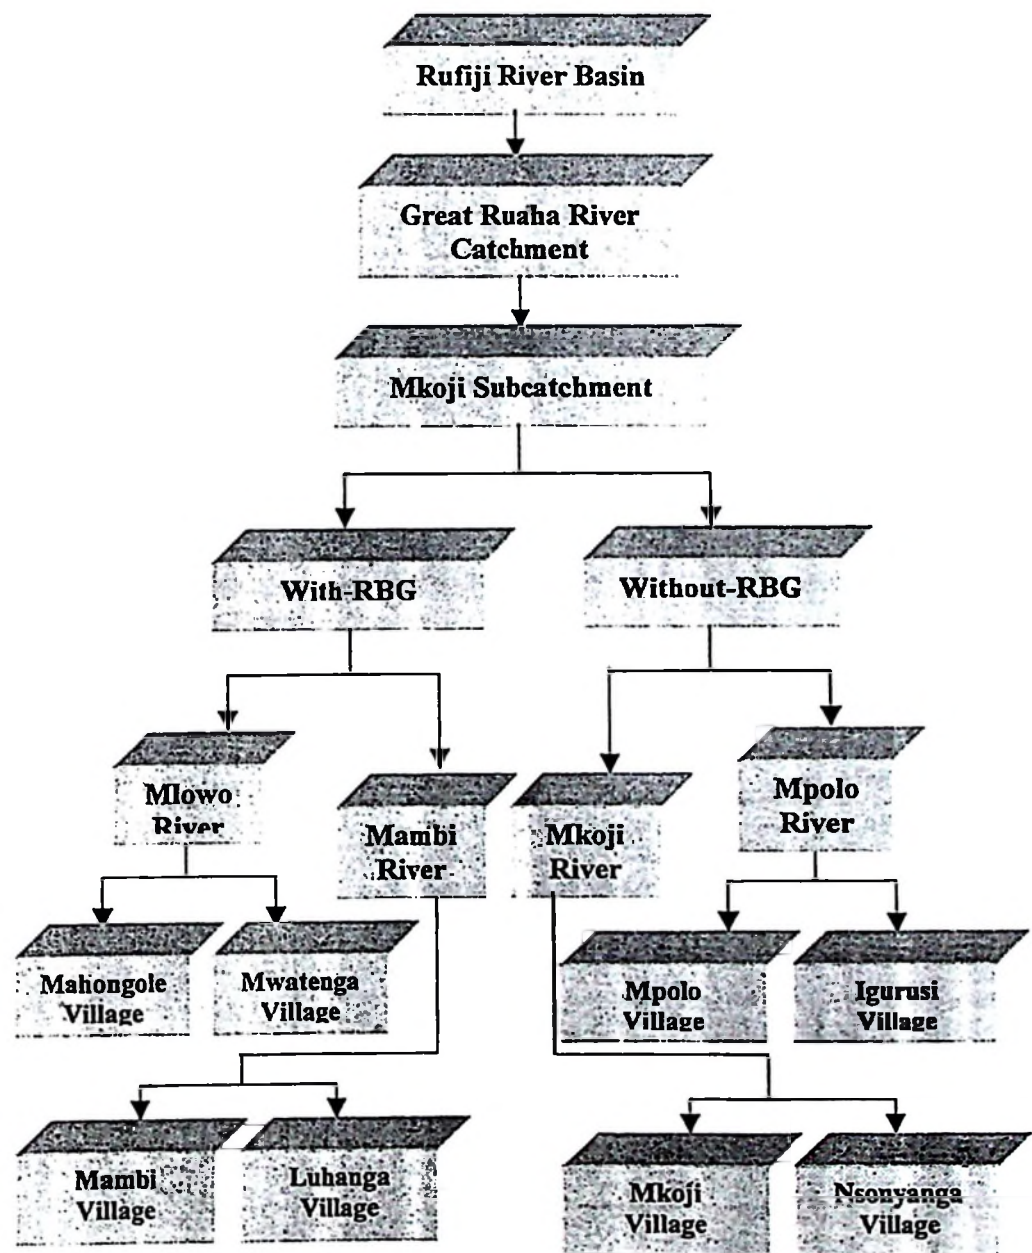 Rufiji River Basin
Great Ruaha River
Catchment
Mkoji Subcatchment
With-RBG
Without-RBG
Mlowo
River
Mambi
River
Mkoji
River
Mpolo
River
Mahongole
Village
Mwatenga
Village
Mpolo
Village
Igurusi
Village
Mambi
Village
Luhanga
Village
Mkoji
Village
Nsonyanga
Village